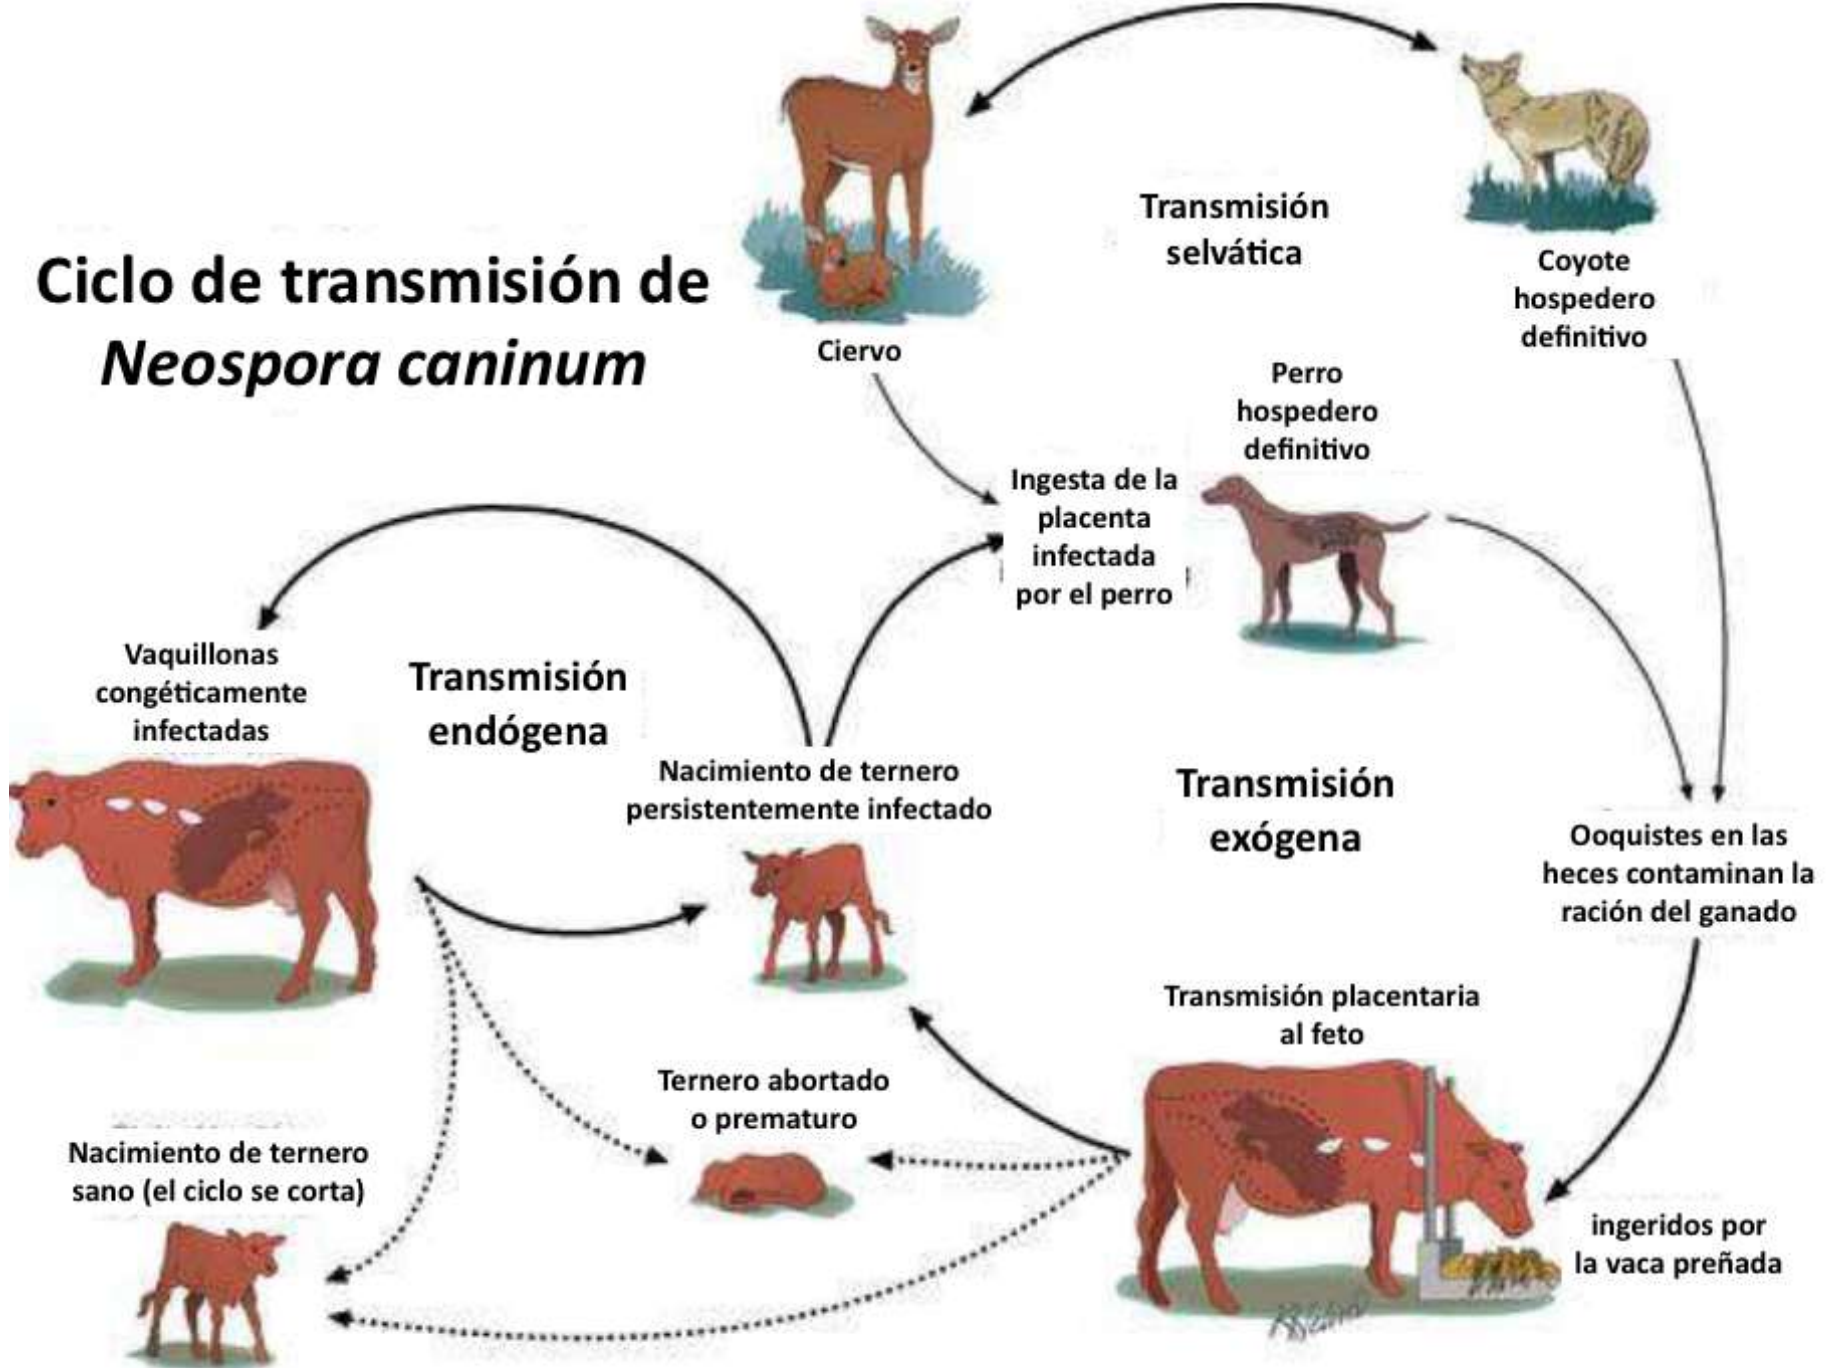 Ciclo de transmisión de
Neospora caninum
Ciervo
Transmisión
selvática
Coyote
hospedero
definitivo
Perro
hospedero
definitivo
Ingesta de la
placenta
infectada
por el perro
Vaquillonas
congéticamente
infectadas
Transmisión
endógena
Nacimiento de ternero
persistentemente infectado
Transmisión
exógena
Ooquistes en las
heces contaminan la
ración del ganado
Transmisión placentaria
al feto
Ternero abortado
o prematuro
Nacimiento de ternero
sano (el ciclo se corta)
ingeridos por
la vaca preñada